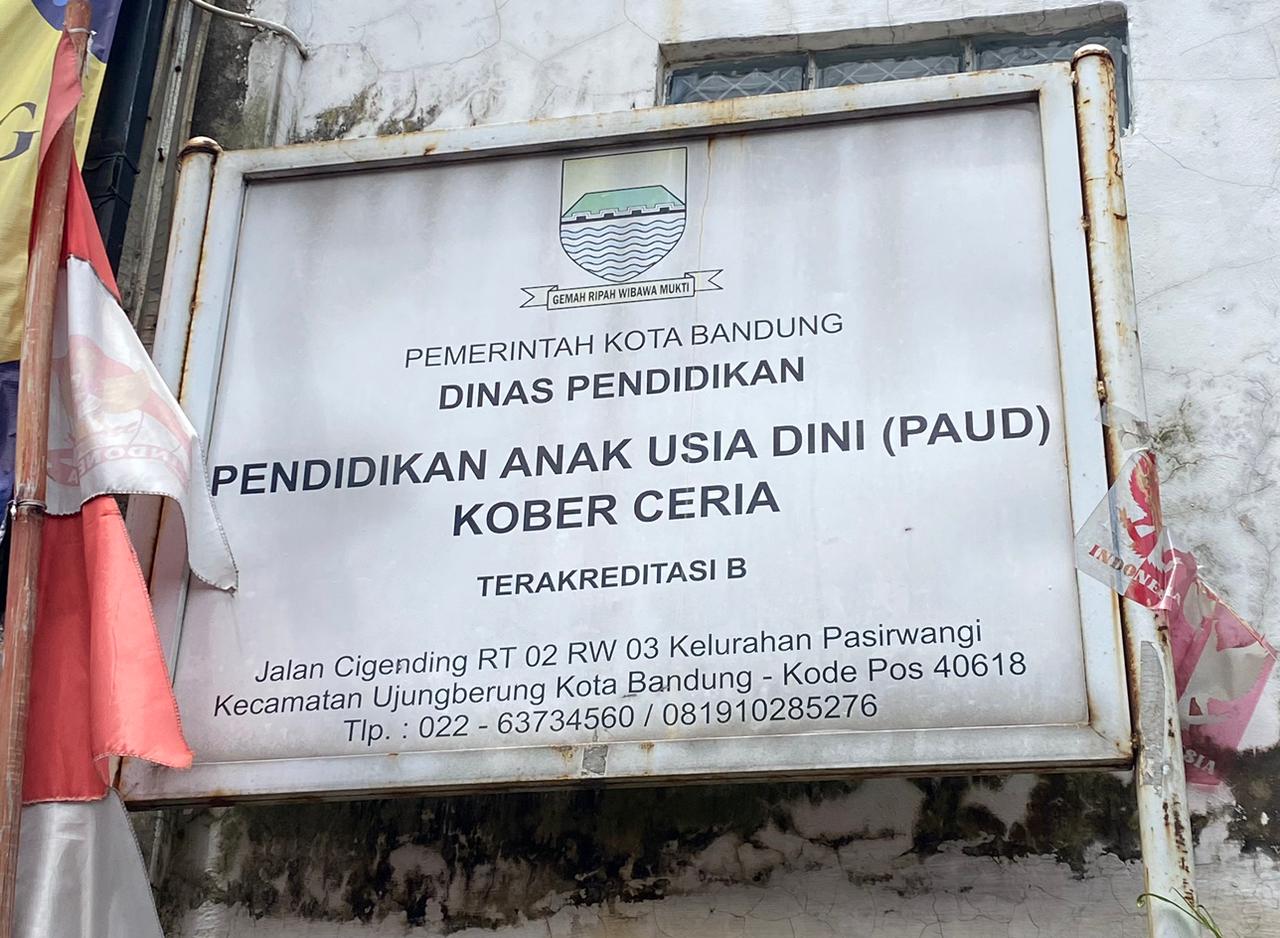 GEMAH RIPAH WIBAWA MUKTI
PEMERINTAH KOTA BANDUNG
DINAS PENDIDIKAN
PENDIDIKAN ANAK USIA DINI (PAUD)
KOBER CERIA
TERAKREDITASI B
Jalan Cigending RT 02 RW 03 Kelurahan Pasirwangi
Kecamatan Ujungberung Kota Bandung - Kode Pos 40618
Tlp. : 022 - 63734560 / 081910285276
INDONESIA